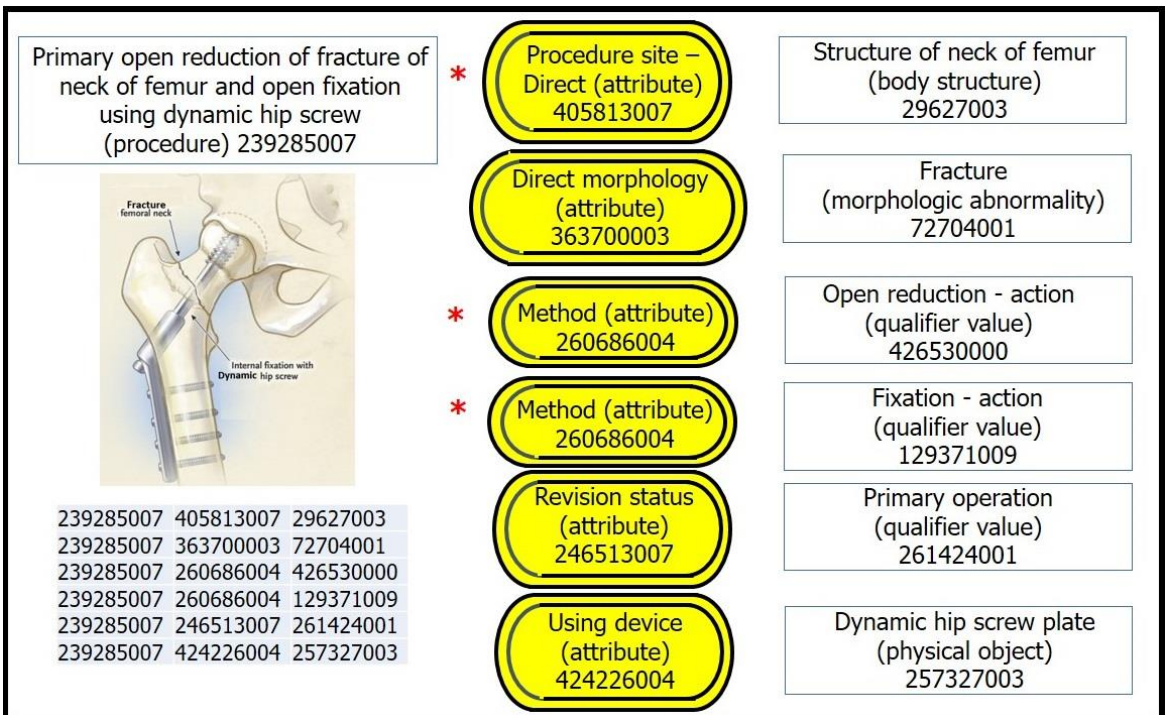 Primary open reduction of fracture of
neck of femur and open fixation
using dynamic hip screw
(procedure) 239285007
Fracture
femoral neck
Internal fixation with
Dynamic hip screw
239285007 405813007 29627003
239285007 363700003 72704001
239285007 260686004 426530000
239285007 260686004 129371009
239285007 246513007 261424001
239285007 424226004 257327003
*
Procedure site –
Direct (attribute)
405813007
Structure of neck of femur
(body structure)
29627003
Direct morphology
(attribute)
363700003
Fracture
(morphologic abnormality)
72704001
*
Method (attribute)
260686004
Open reduction - action
(qualifier value)
426530000
*
Method (attribute)
260686004
Fixation - action
(qualifier value)
129371009
Revision status
(attribute)
246513007
Primary operation
(qualifier value)
261424001
Using device
(attribute)
424226004
Dynamic hip screw plate
(physical object)
257327003